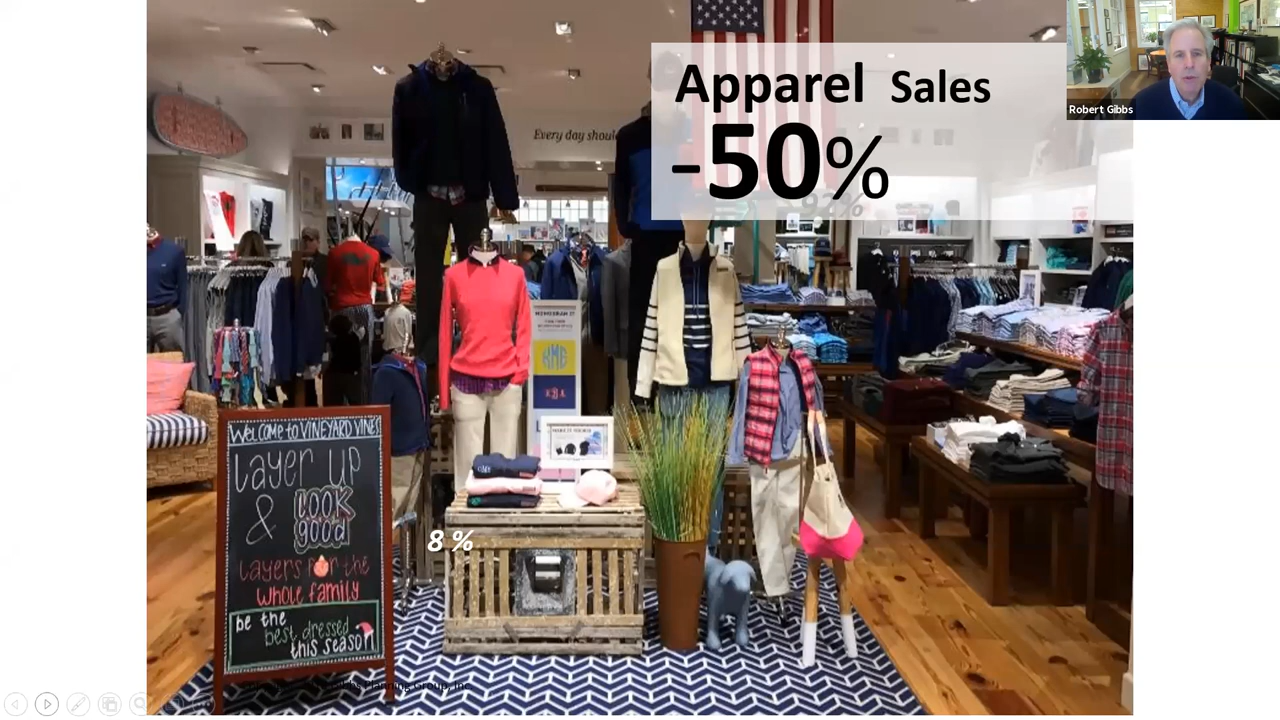 Apparel Sales
-50%
Robert Gibbs
Every day shoul
WELCOME to VINEYARD VINES
Layer UP
&
LOOK
good
Layers for the
whole family
be the
best dressed
this season
8 %